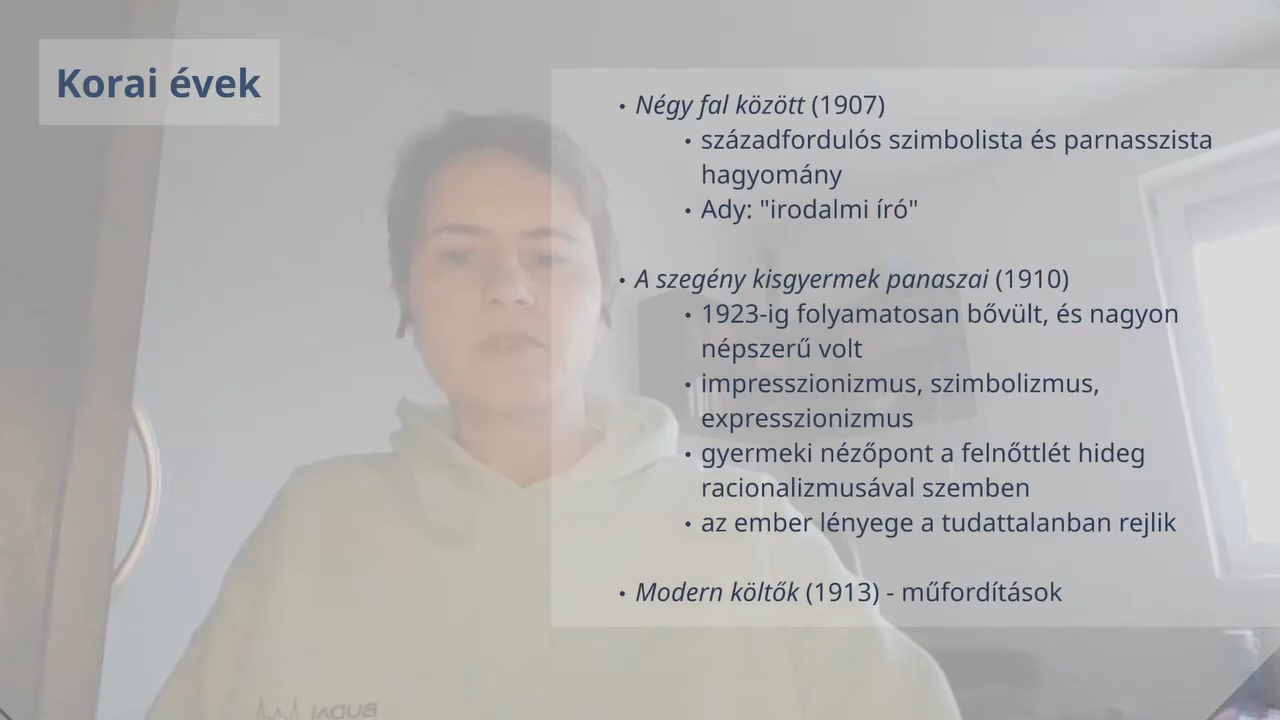 Korai évek
• Négy fal között (1907)
• századfordulós szimbolista és parnasszista
hagyomány
• Ady: "irodalmi író"
• A szegény kisgyermek panaszai (1910)
• 1923-ig folyamatosan bővült, és nagyon
népszerű volt
• impresszionizmus, szimbolizmus,
expresszionizmus
• gyermeki nézőpont a felnőttlét hideg
racionalizmusával szemben
• az ember lényege a tudattalanban rejlik
• Modern költők (1913) - műfordítások